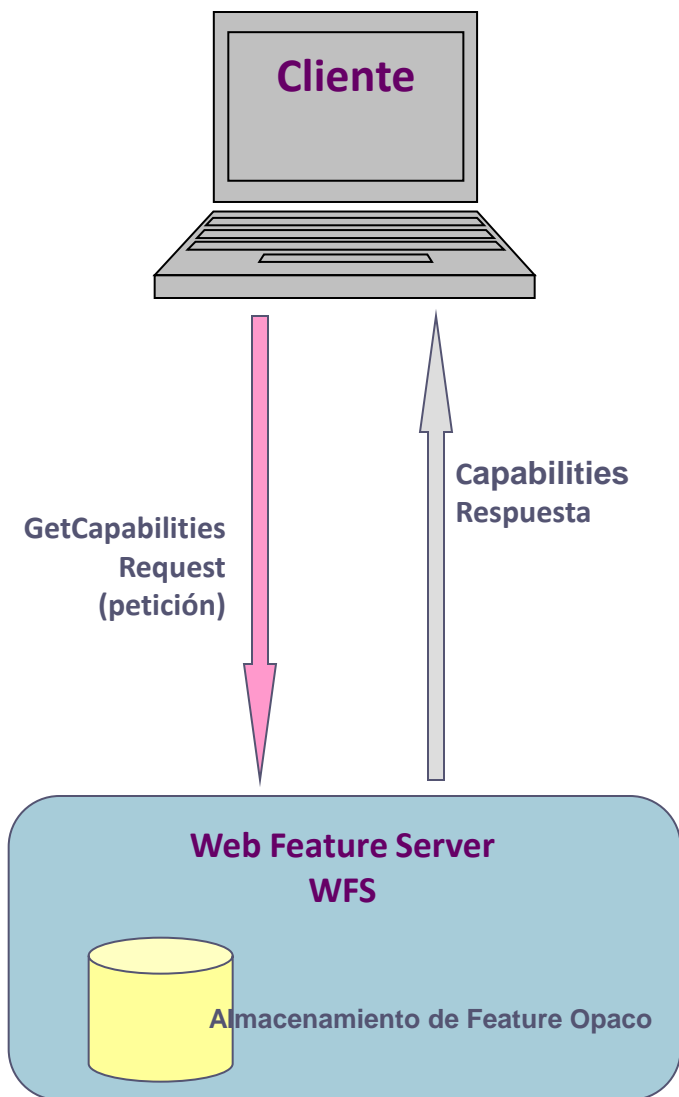 Cliente
GetCapabilities
Request
(petición)
Capabilities
Respuesta
Web Feature Server
WFS
Almacenamiento de Feature Opaco